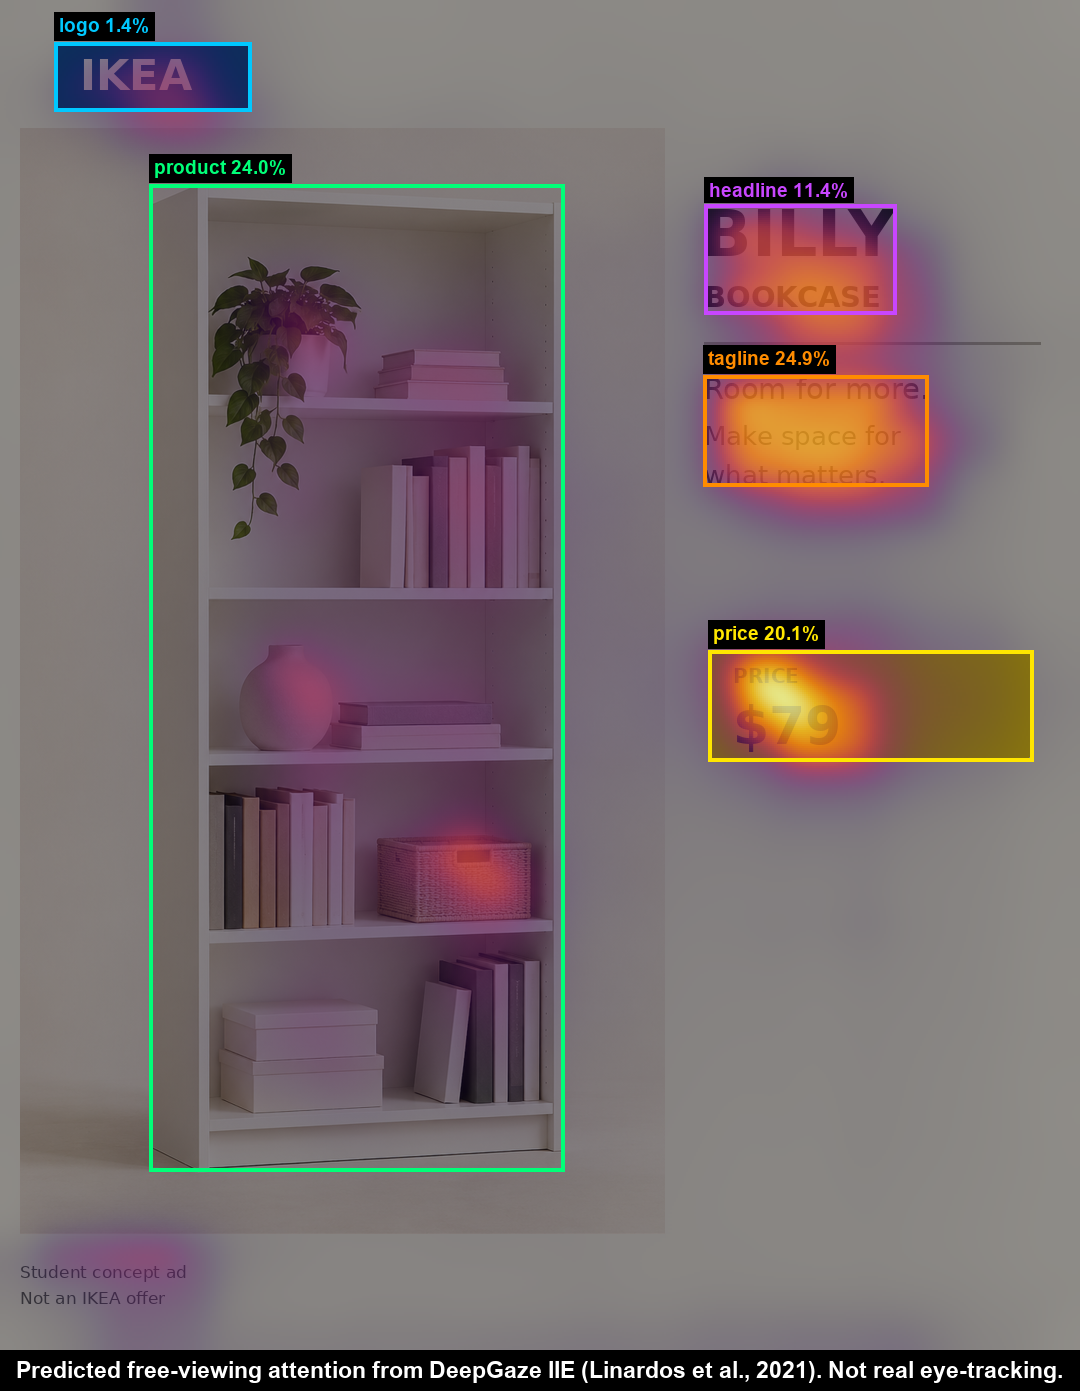 logo 1.4%
IKEA
product 24.0%
headline 11.4%
BILLY
BOOKCASE
tagline 24.9%
Room for more.
Make space for
what matters.
price 20.1%
PRICE
$79
Student concept ad
Not an IKEA offer
Predicted free-viewing attention from DeepGaze IIE (Linardos et al., 2021). Not real eye-tracking.